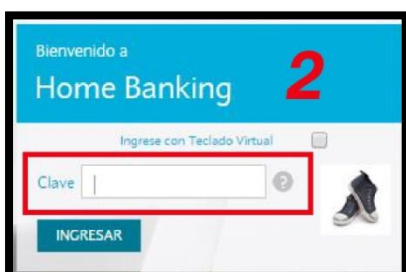 Bienvenido a
Home Banking
2
Ingrese con Teclado Virtual
Clave
?
INGRESAR